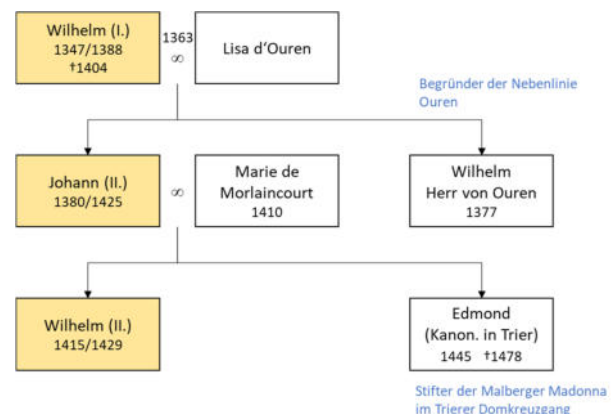 Wilhelm (I.)
1347/1388
†1404
1363
∞
Lisa d‘Ouren
Begründer der Nebenlinie
Ouren
Johann (II.)
1380/1425
∞
Marie de
Morlaincourt
1410
Wilhelm
Herr von Ouren
1377
Wilhelm (II.)
1415/1429
Edmond
(Kanon. in Trier)
1445 †1478
Stifter der Malberger Madonna
im Trierer Domkreuzgang